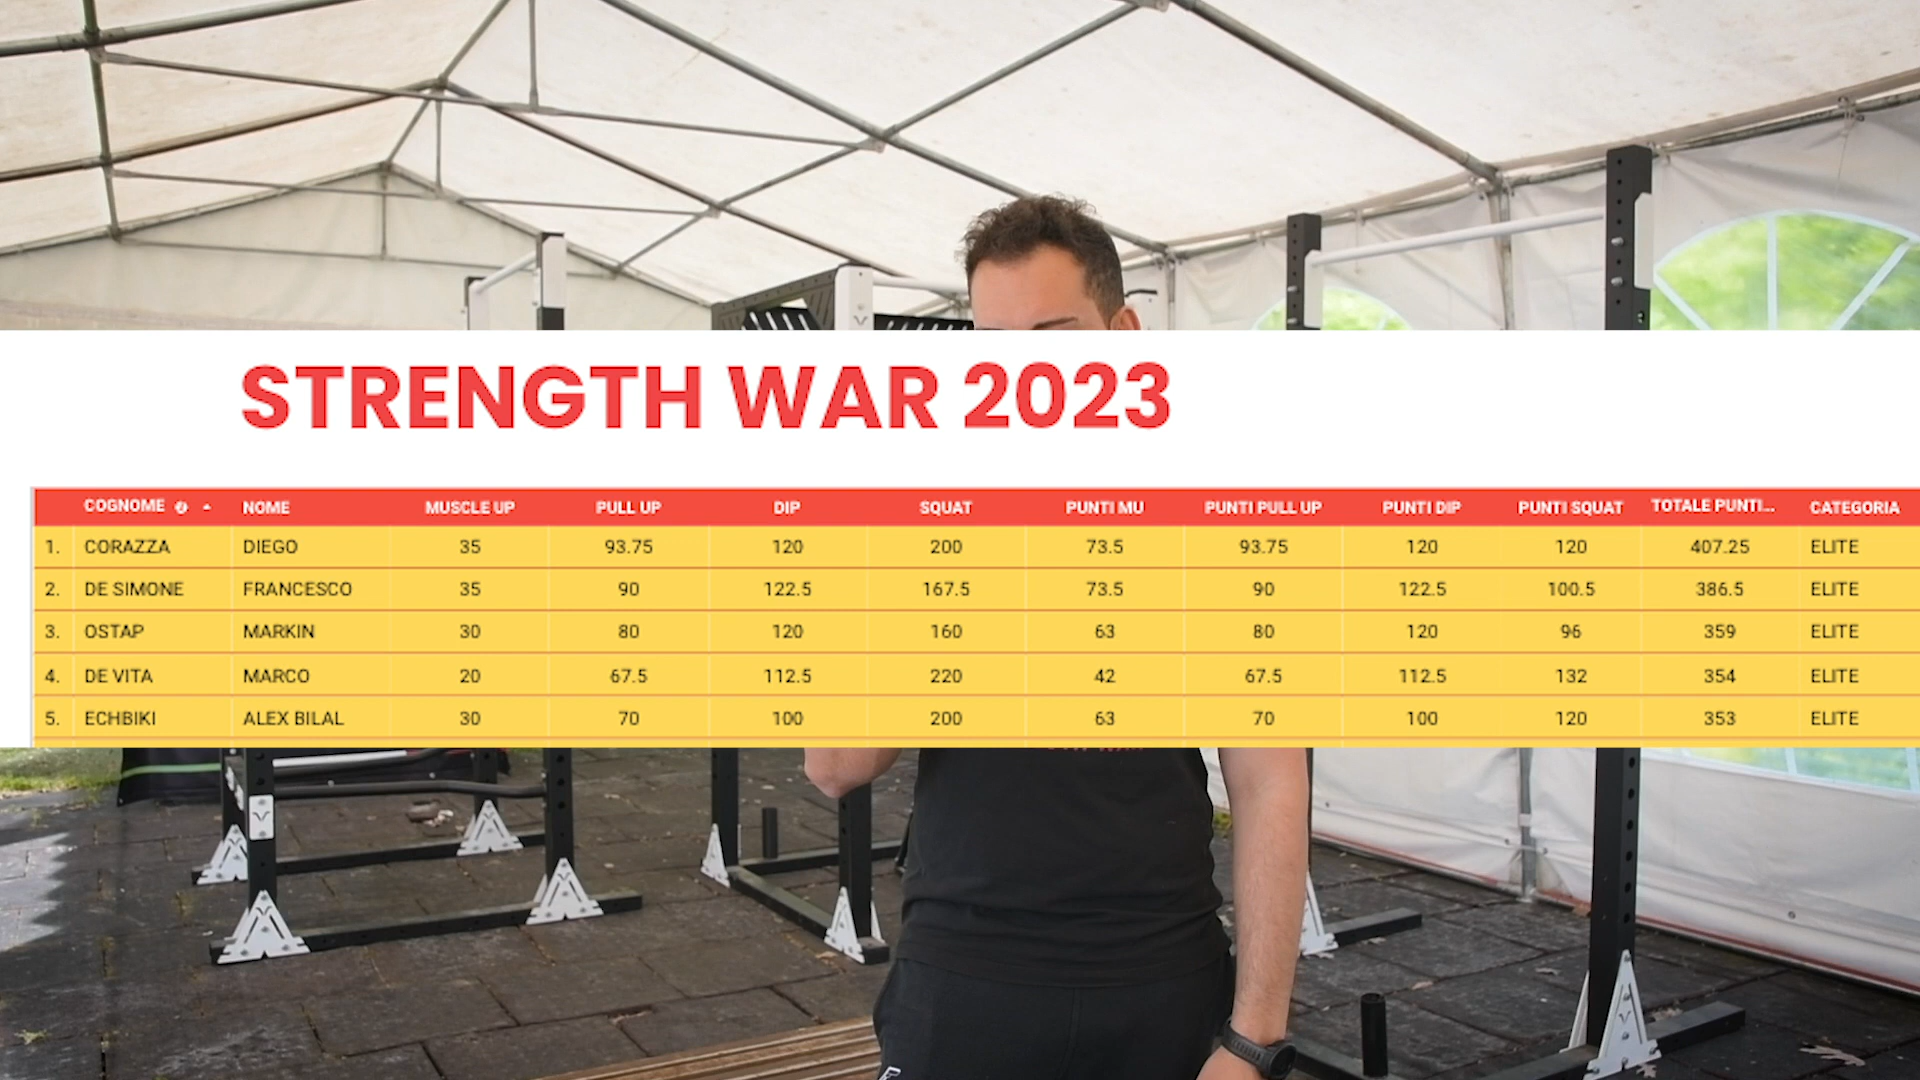 STRENGTH WAR 2023
COGNOME NOME MUSCLE UP PULL UP DIP SQUAT PUNTI MU PUNTI PULL UP PUNTI DIP PUNTI SQUAT TOTALE PUNTI... CATEGORIA
1. CORAZZA DIEGO 35 93.75 120 200 73.5 93.75 120 120 407.25 ELITE
2. DE SIMONE FRANCESCO 35 90 122.5 167.5 73.5 90 122.5 100.5 386.5 ELITE
3. OSTAP MARKIN 30 80 120 160 63 80 120 96 359 ELITE
4. DE VITA MARCO 20 67.5 112.5 220 42 67.5 112.5 132 354 ELITE
5. ECHBIKI ALEX BILAL 30 70 100 200 63 70 100 120 353 ELITE